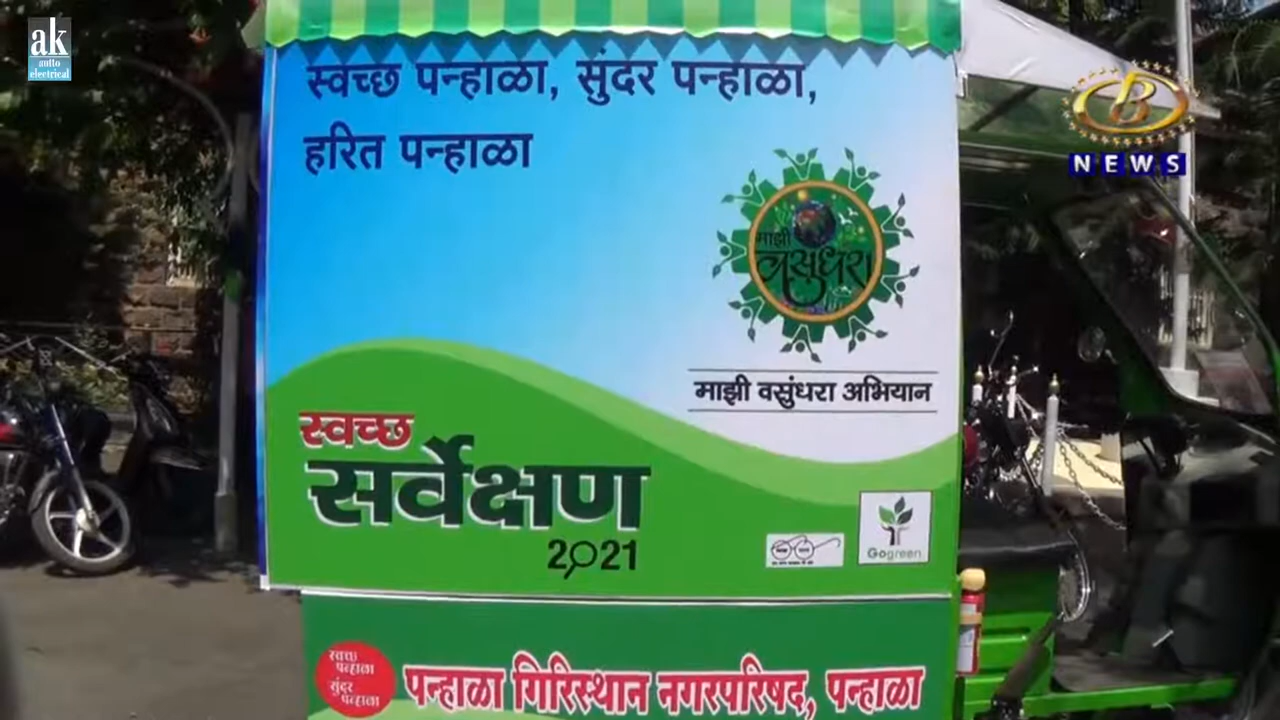 ak
autto
electrical
B
NEWS
स्वच्छ पन्हाळा, सुंदर पन्हाळा,
हरित पन्हाळा
माझी
वसुंधरा
माझी वसुंधरा अभियान
स्वच्छ
सर्वेक्षण
2021
Gogreen
स्वच्छ
पन्हाळा
सुंदर
पन्हाळा
पन्हाळा गिरिस्थान नगरपरिषद, पन्हाळा